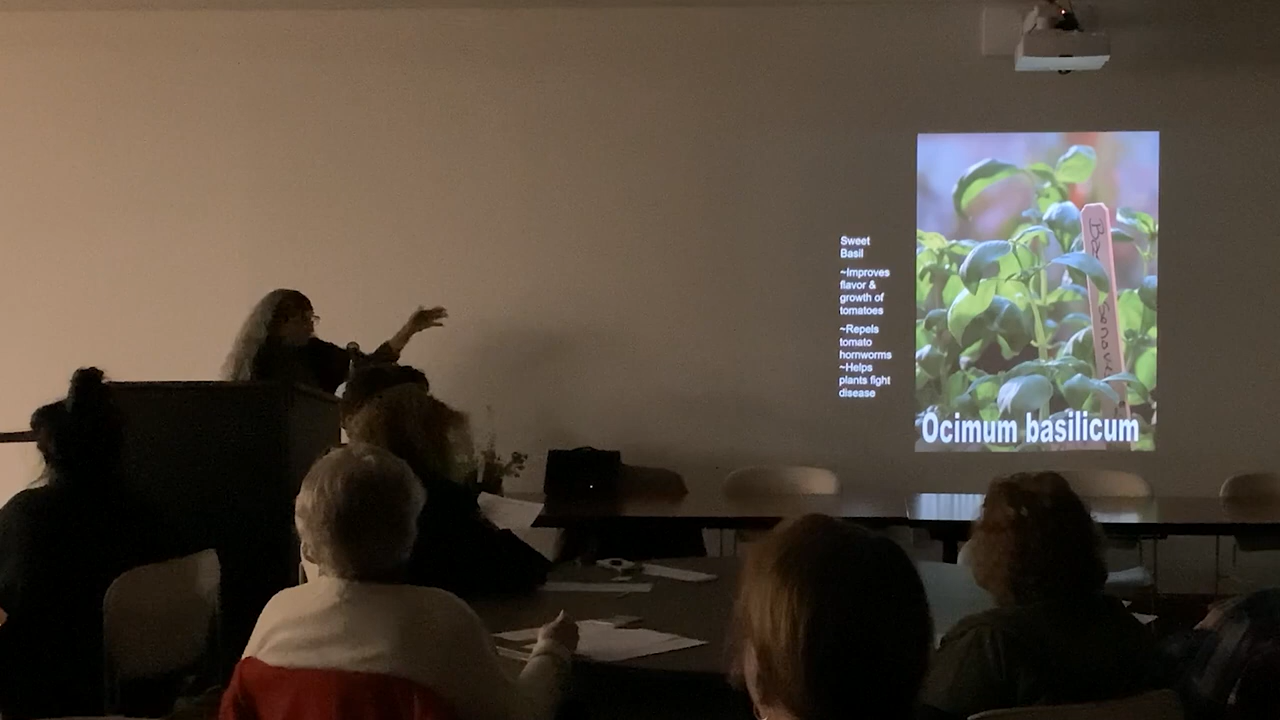 Sweet
Basil
~Improves
flavor &
growth of
tomatoes
~Repels
tomato
hornworms
~Helps
plants fight
disease
Ocimum basilicum